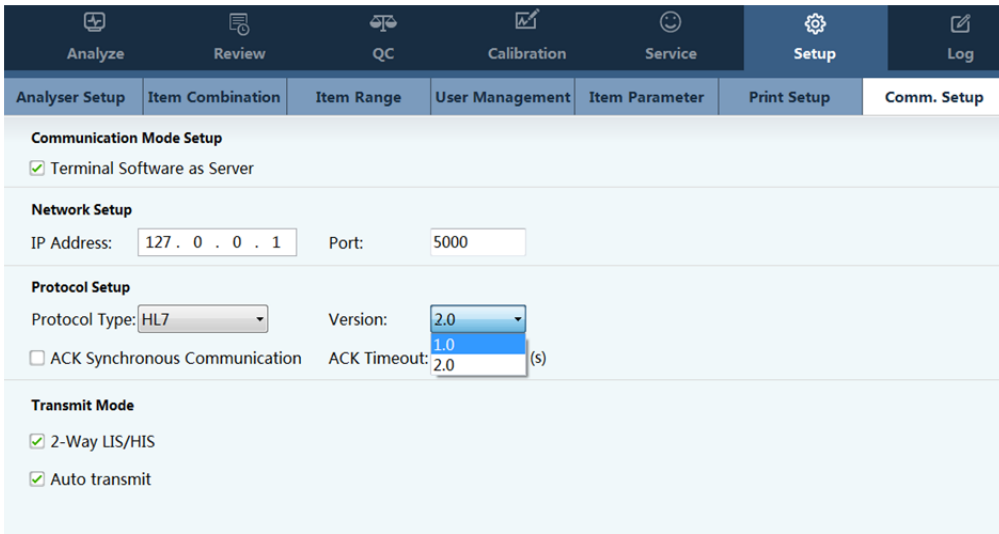 Analyze Review QC Calibration Service Setup Log
Analyser Setup Item Combination Item Range User Management Item Parameter Print Setup Comm. Setup
Communication Mode Setup
Terminal Software as Server
Network Setup
IP Address: 127 . 0 . 0 . 1 Port: 5000
Protocol Setup
Protocol Type: HL7 Version: 2.0
1.0
ACK Synchronous Communication ACK Timeout: (s)
2.0
Transmit Mode
2-Way LIS/HIS
Auto transmit